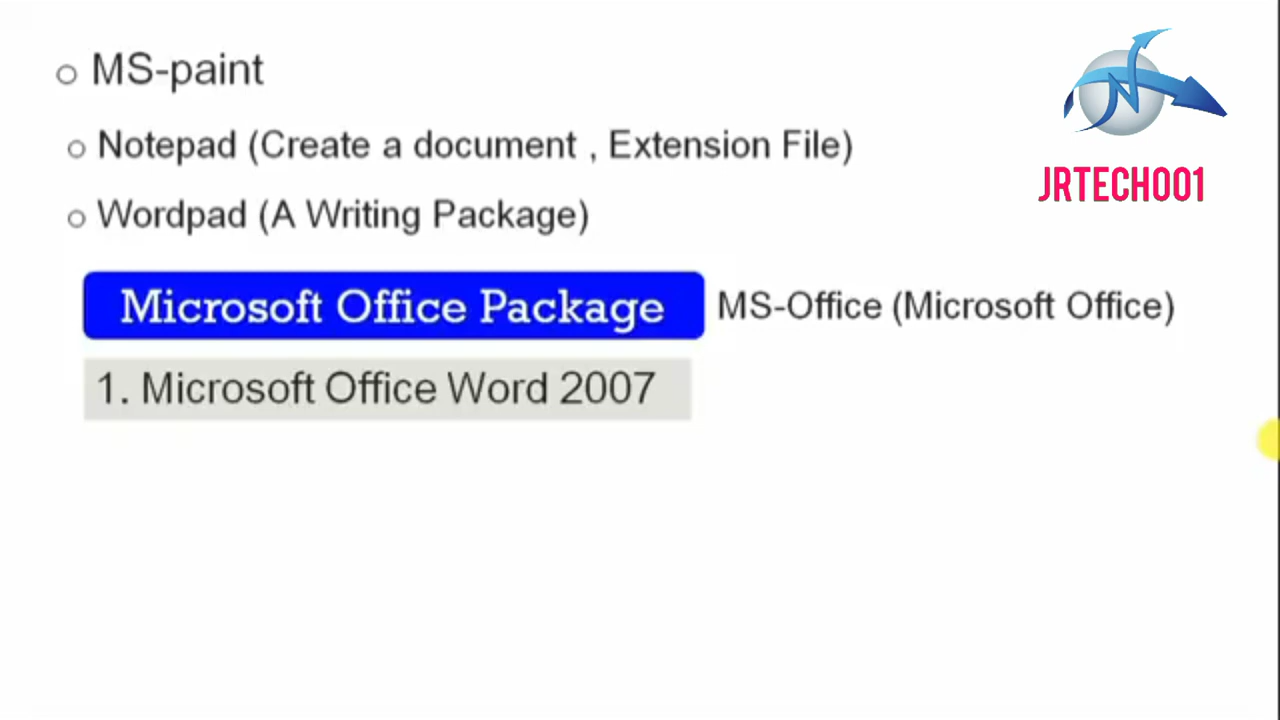 MS-paint
Notepad (Create a document , Extension File)
JRTECH001
Wordpad (A Writing Package)
Microsoft Office Package MS-Office (Microsoft Office)
1. Microsoft Office Word 2007